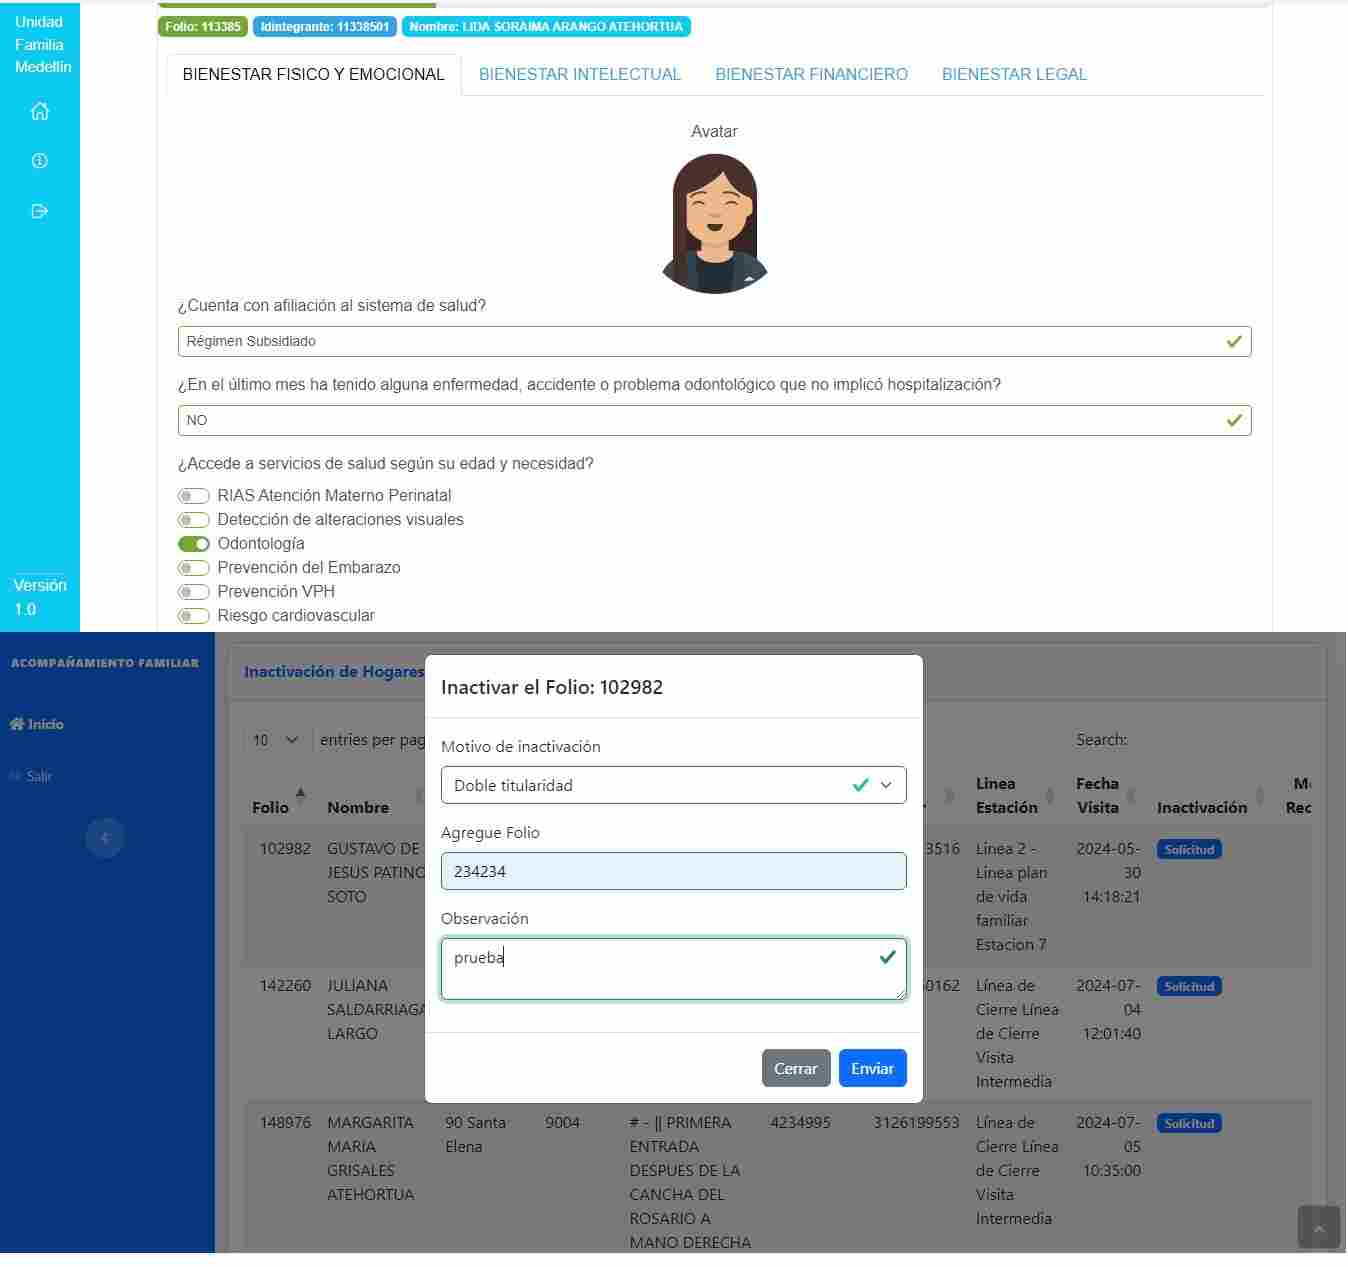 Unidad
Familia
Medellín
Versión
1.0
Folio: 113385 Idintegrante: 11338501 Nombre: LIDA SORAIMA ARANGO ATEHORTUA
BIENESTAR FISICO Y EMOCIONAL BIENESTAR INTELECTUAL BIENESTAR FINANCIERO BIENESTAR LEGAL
Avatar
¿Cuenta con afiliación al sistema de salud?
Régimen Subsidiado
¿En el último mes ha tenido alguna enfermedad, accidente o problema odontológico que no implicó hospitalización?
NO
¿Accede a servicios de salud según su edad y necesidad?
RIAS Atención Materno Perinatal
Detección de alteraciones visuales
Odontología
Prevención del Embarazo
Prevención VPH
Riesgo cardiovascular
ACOMPAÑAMIENTO FAMILIAR
Inicio
Salir
Inactivación de Hogares
10 entries per pag
Search:
Folio Nombre Linea Estación Fecha Visita Inactivación M Rec
102982 GUSTAVO DE JESUS PATINO SOTO 3516 Linea 2 - Linea plan de vida familiar Estacion 7 2024-05-30 14:18:21 Solicitud
142260 JULIANA SALDARRIAGA LARGO 0162 Línea de Cierre Línea de Cierre Visita Intermedia 2024-07-04 12:01:40 Solicitud
148976 MARGARITA MARIA GRISALES ATEHORTUA 90 Santa Elena 9004 # - || PRIMERA ENTRADA DESPUES DE LA CANCHA DEL ROSARIO A MANO DERECHA 4234995 3126199553 Línea de Cierre Línea de Cierre Visita Intermedia 2024-07-05 10:35:00 Solicitud
Inactivar el Folio: 102982
Motivo de inactivación
Doble titularidad
Agregue Folio
234234
Observación
prueba
Cerrar Enviar